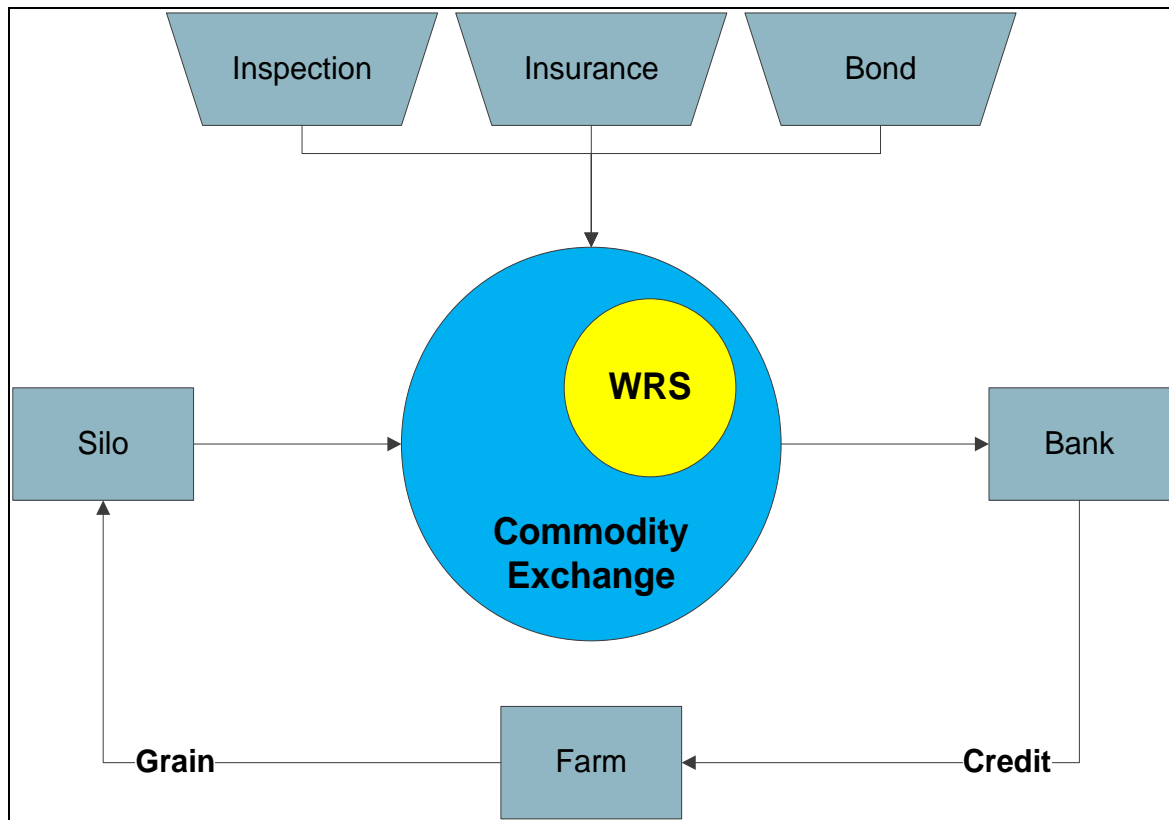 Inspection
Insurance
Bond
WRS
Silo
Bank
Commodity
Exchange
Grain
Farm
Credit